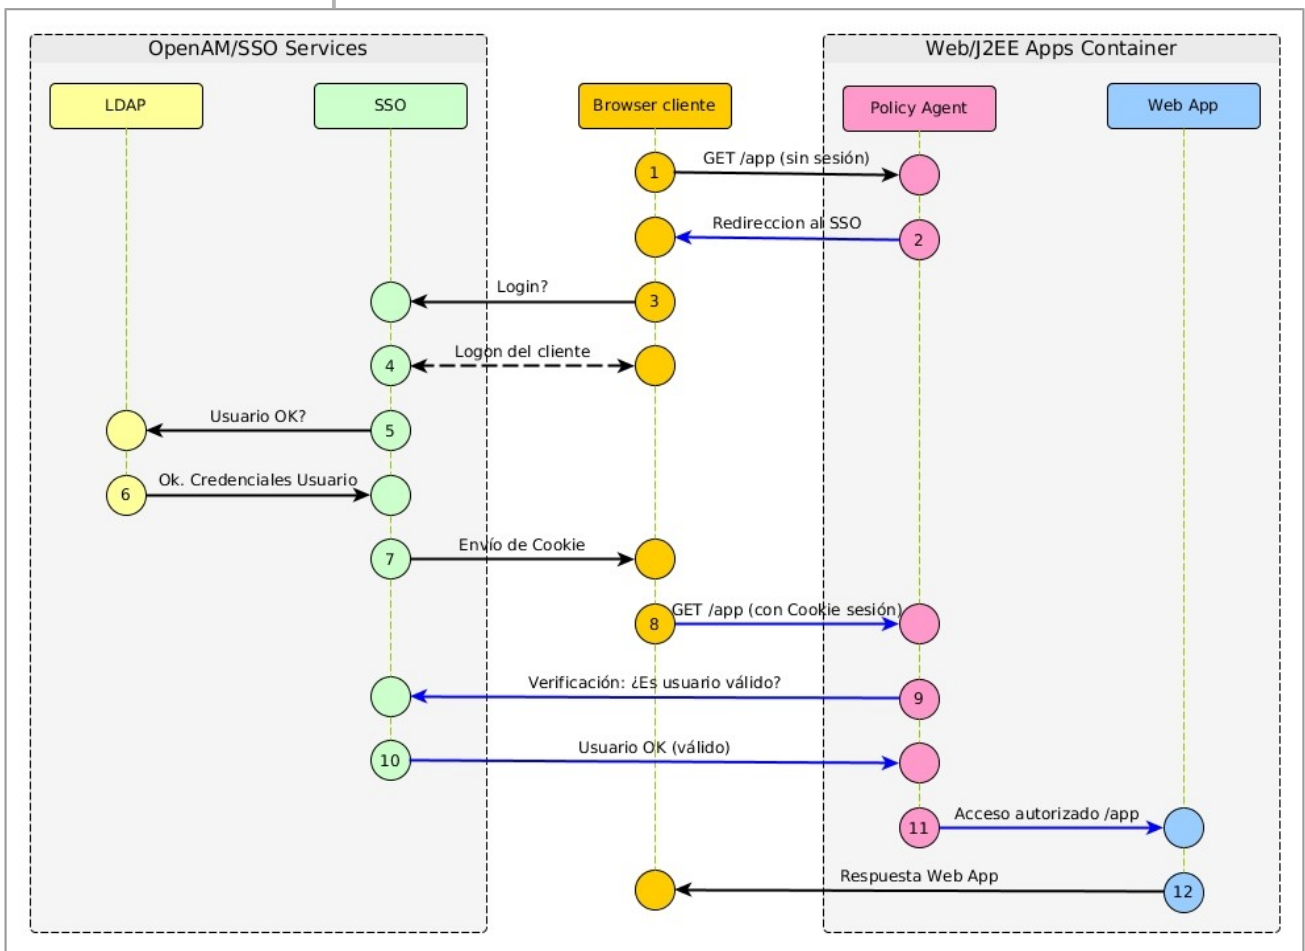 OpenAM/SSO Services
Web/J2EE Apps Container
LDAP
SSO
Browser cliente
Policy Agent
Web App
GET /app (sin sesión)
1
Redireccion al SSO
2
Login?
3
Logon del cliente
4
Usuario OK?
5
Ok. Credenciales Usuario
6
Envío de Cookie
7
GET /app (con Cookie sesión)
8
Verificación: ¿Es usuario válido?
9
Usuario OK (válido)
10
Acceso autorizado /app
11
Respuesta Web App
12